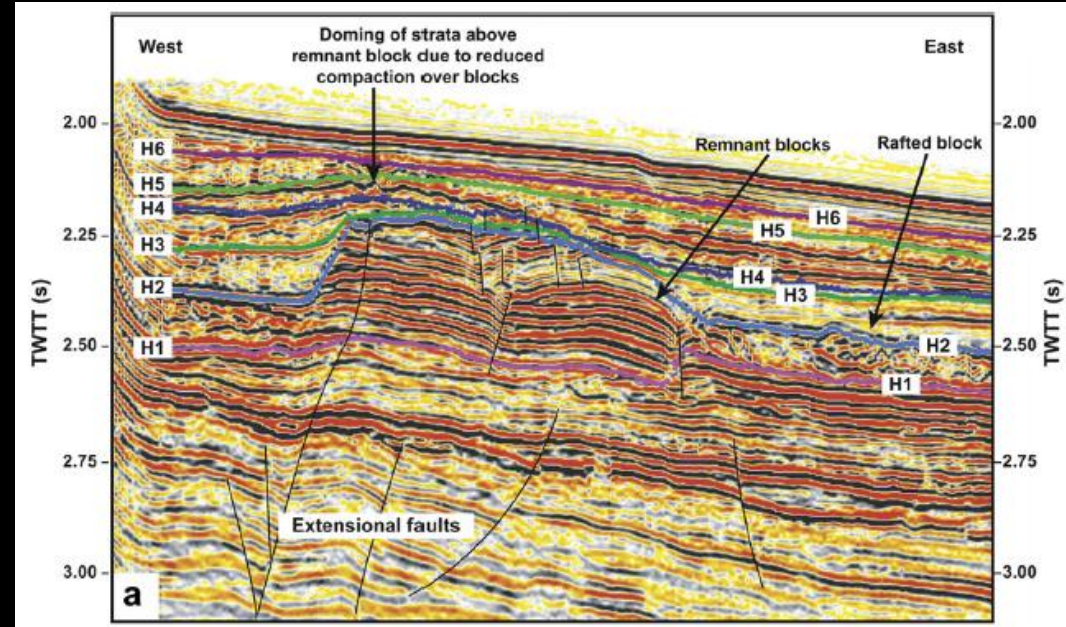 West
Doming of strata above
remnant block due to reduced
compaction over blocks
East
2.00
2.00
Remnant blocks
Rafted block
H6
H5
H4
H6
H5
2.25
2.25
H3
H4
H3
H2
TWTT (s)
TWTT (s)
H1
2.50
2.50
H2
H1
2.75
2.75
Extensional faults
3.00
3.00
a